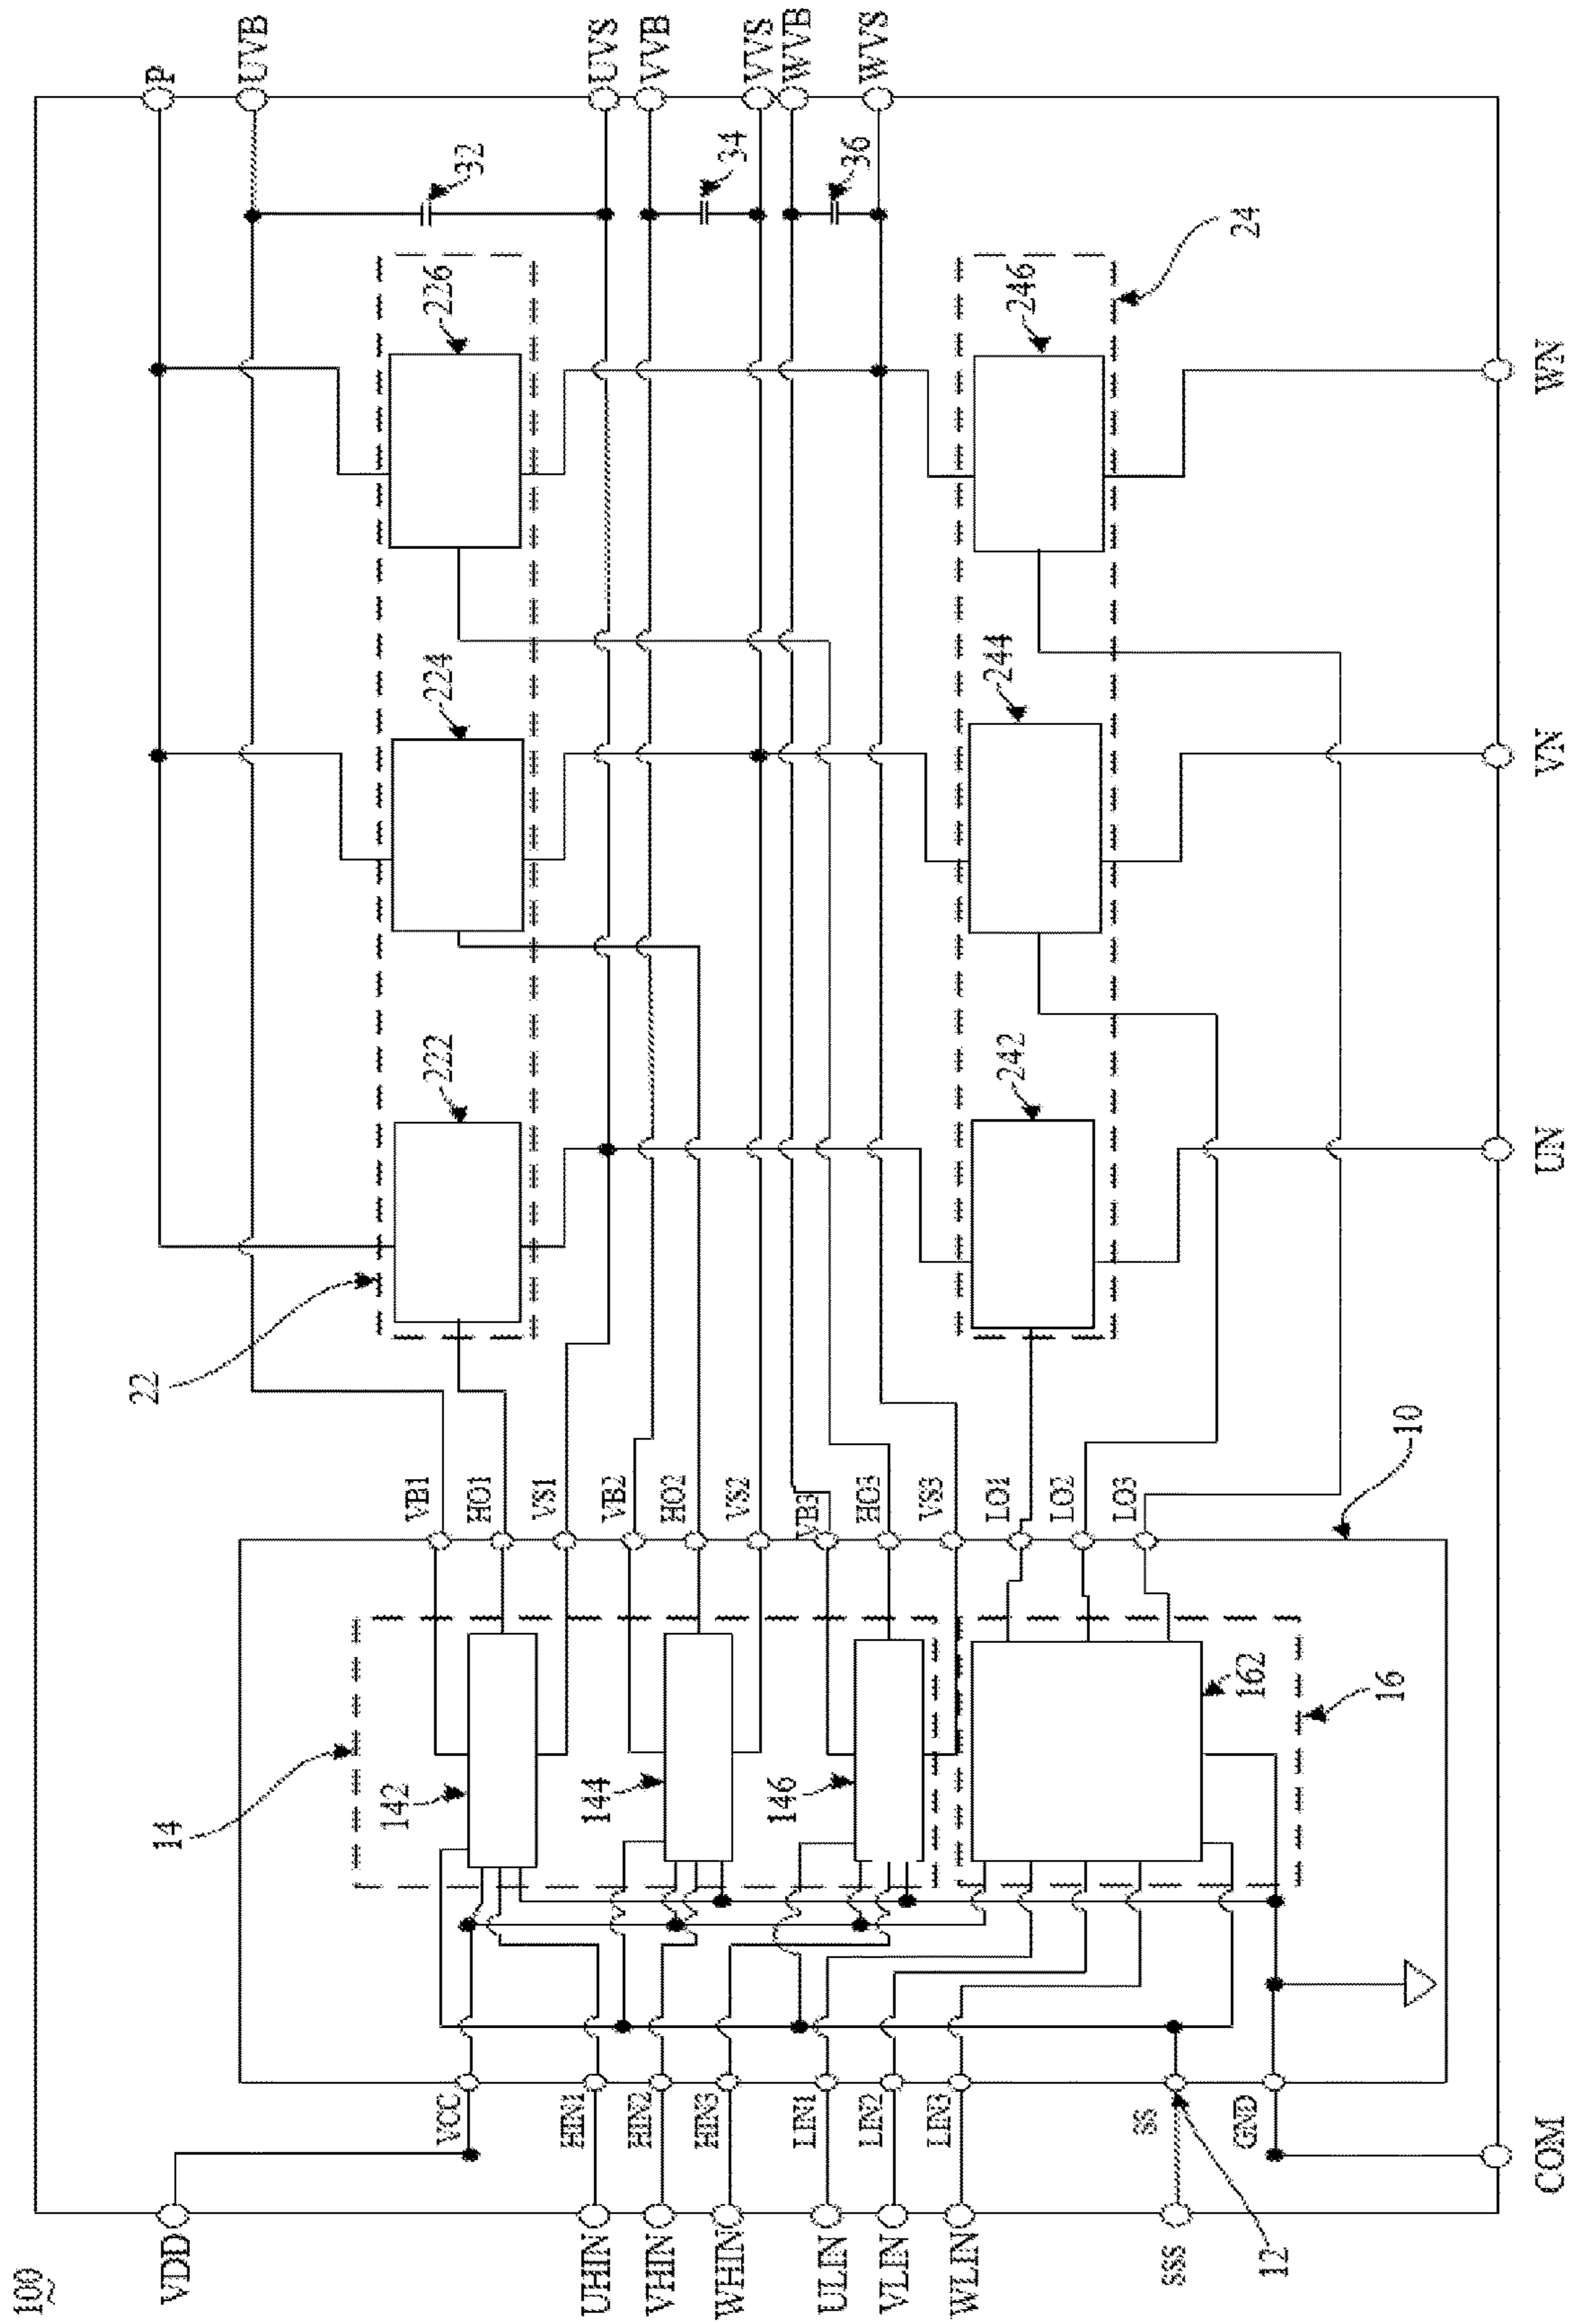 100
VDD
UHIN
VHIN
WHIN
ULIN
VLIN
WLIN
SSS
12
COM
VCC
HIN1
HIN2
HIN3
LIN1
LIN2
LIN3
SS
GND
14
142
144
146
162
16
10
VB1
HO1
VS1
VB2
HO2
VS2
VB3
HO3
VS3
LO1
LO2
LO3
22
222
224
226
242
244
246
24
32
34
36
P
UVB
UVS
VVB
VVS
WVB
WVS
UN
VN
WN